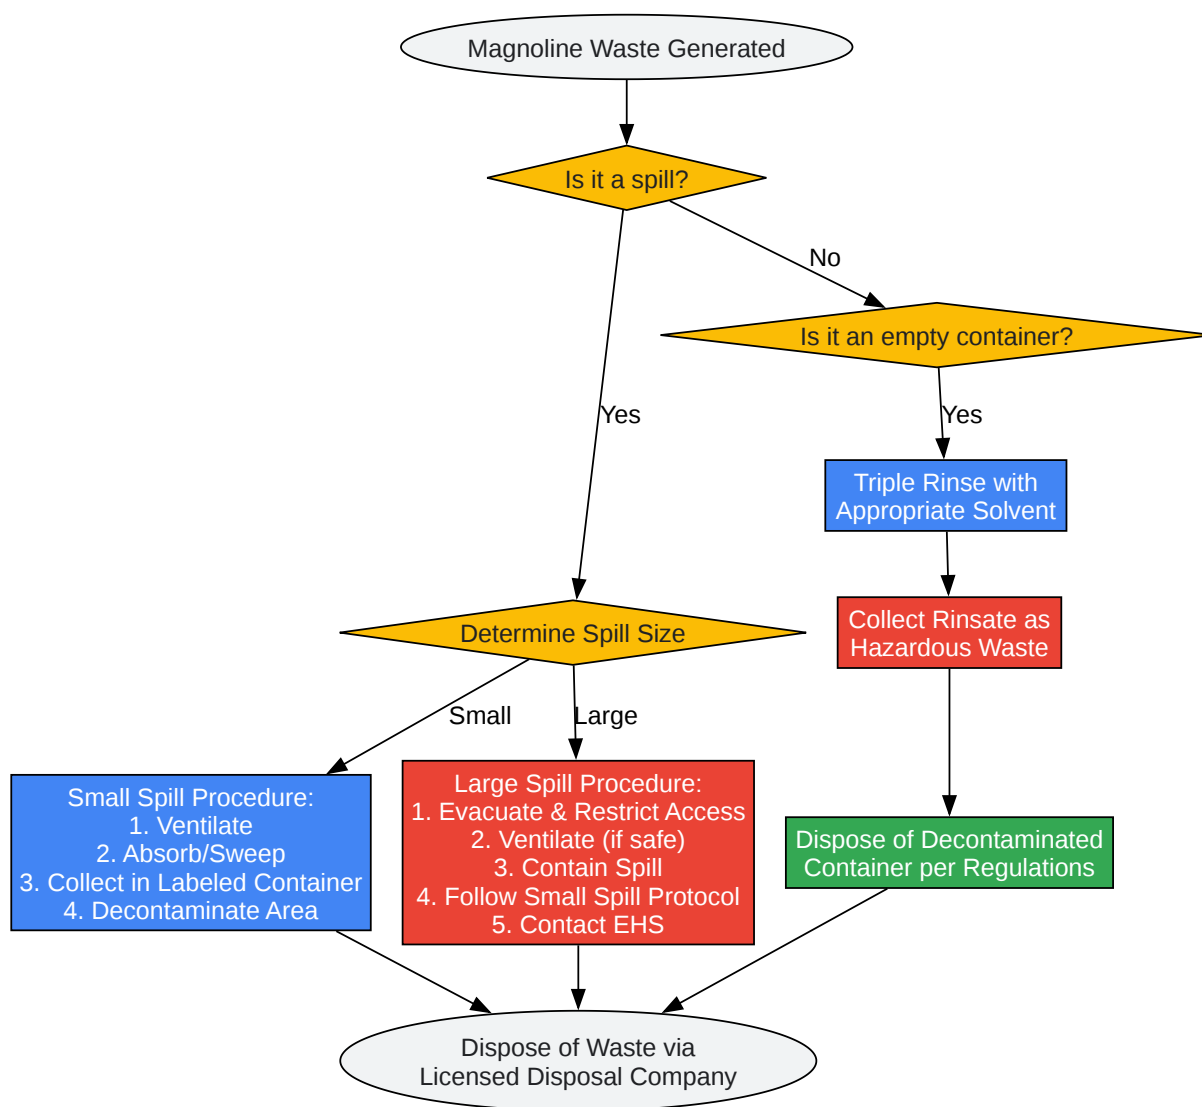 Magnoline Waste Generated
Is it a spill?
No
Is it an empty container?
Yes
Yes
Triple Rinse with
Appropriate Solvent
Collect Rinsate as
Hazardous Waste
Determine Spill Size
Small
Large
Small Spill Procedure:
1. Ventilate
2. Absorb/Sweep
3. Collect in Labeled Container
4. Decontaminate Area
Large Spill Procedure:
1. Evacuate & Restrict Access
2. Ventilate (if safe)
3. Contain Spill
4. Follow Small Spill Protocol
5. Contact EHS
Dispose of Decontaminated
Container per Regulations
Dispose of Waste via
Licensed Disposal Company